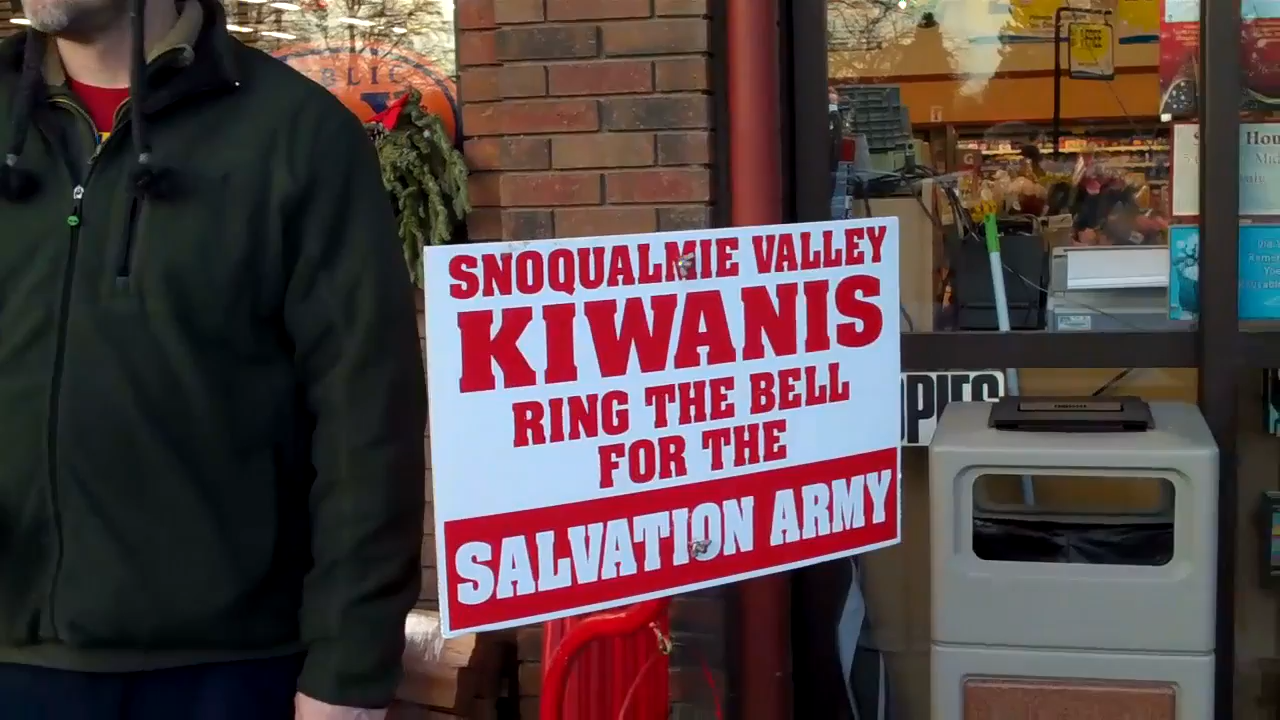 SNOQUALMIE VALLEY
KIWANIS
RING THE BELL
FOR THE
SALVATION ARMY